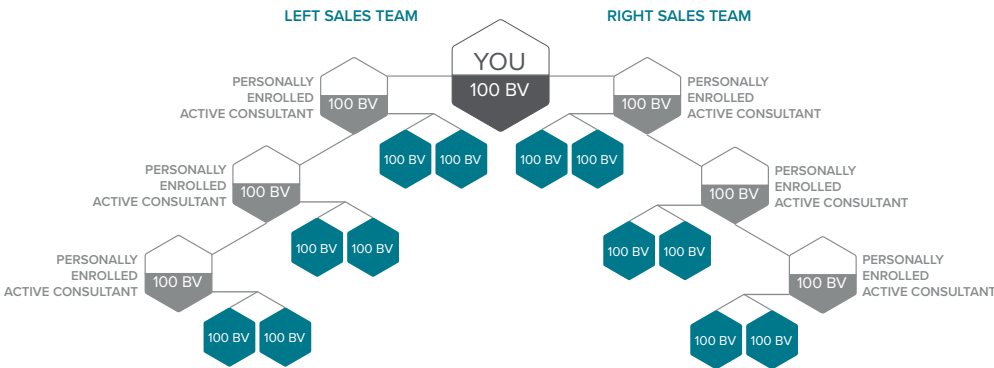 LEFT SALES TEAM
RIGHT SALES TEAM
YOU
100 BV
PERSONALLY
ENROLLED
ACTIVE CONSULTANT
100 BV
100 BV
PERSONALLY
ENROLLED
ACTIVE CONSULTANT
100 BV
100 BV
100 BV
100 BV
PERSONALLY
ENROLLED
ACTIVE CONSULTANT
100 BV
100 BV
PERSONALLY
ENROLLED
ACTIVE CONSULTANT
100 BV
100 BV
100 BV
100 BV
PERSONALLY
ENROLLED
ACTIVE CONSULTANT
100 BV
100 BV
PERSONALLY
ENROLLED
ACTIVE CONSULTANT
100 BV
100 BV
100 BV
100 BV